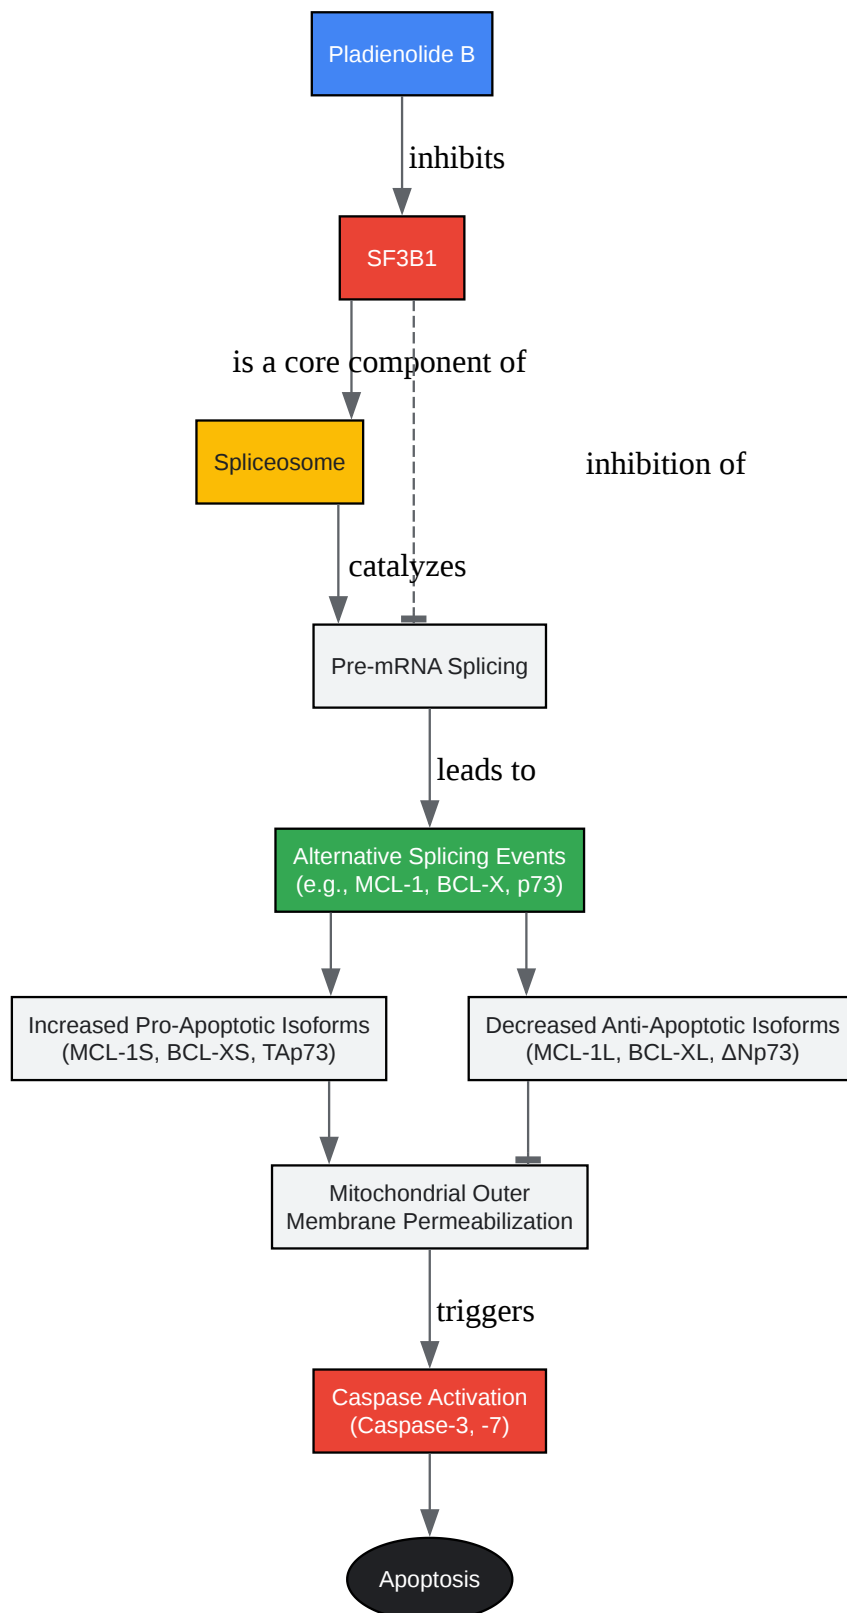 Pladienolide B
inhibits
SF3B1
is a core component of
Spliceosome
inhibition of
catalyzes
Pre-mRNA Splicing
leads to
Alternative Splicing Events
(e.g., MCL-1, BCL-X, p73)
Increased Pro-Apoptotic Isoforms
(MCL-1S, BCL-XS, TAp73)
Decreased Anti-Apoptotic Isoforms
(MCL-1L, BCL-XL, ΔNp73)
Mitochondrial Outer
Membrane Permeabilization
triggers
Caspase Activation
(Caspase-3, -7)
Apoptosis